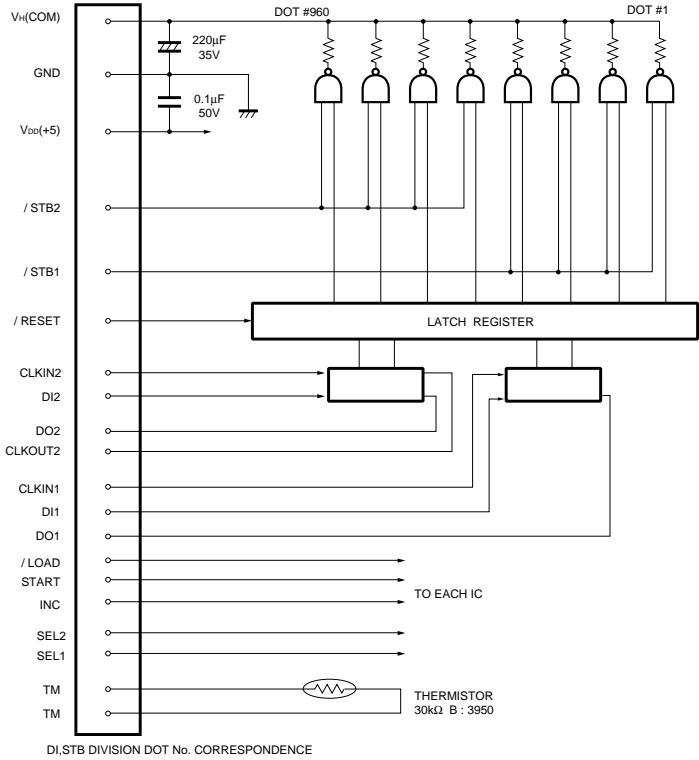 VH(COM)
DOT #960
DOT #1
220μF
35V
GND
0.1μF
50V
VDD(+5)
/ STB2
/ STB1
/ RESET
LATCH REGISTER
CLKIN2
DI2
DO2
CLKOUT2
CLKIN1
DI1
DO1
/ LOAD
START
INC
TO EACH IC
SEL2
SEL1
TM
TM
THERMISTOR
30kΩ B : 3950
DI,STB DIVISION DOT No. CORRESPONDENCE